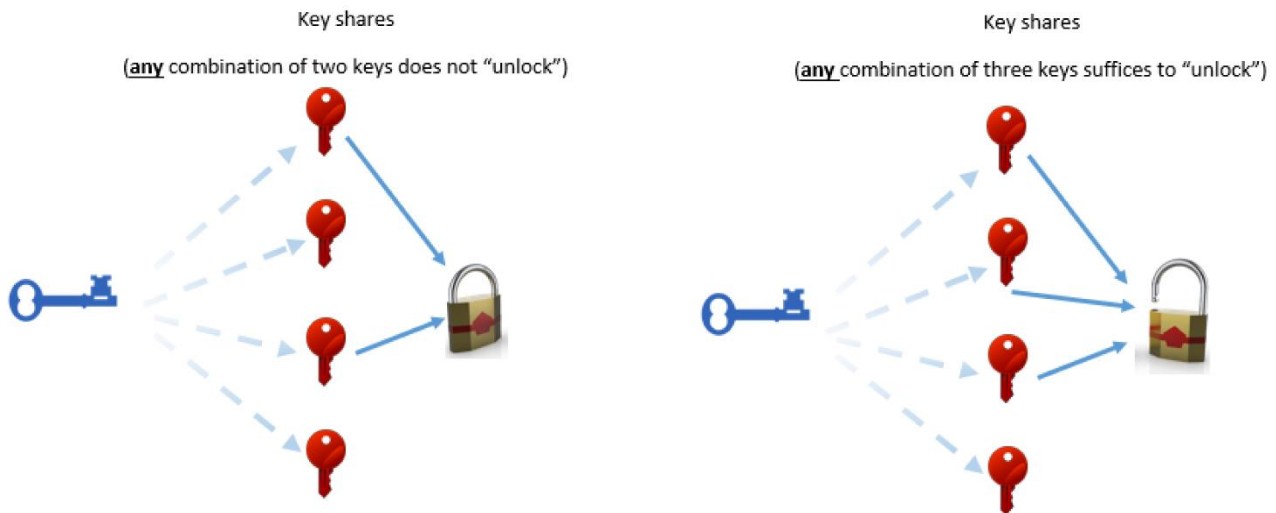 Key shares
(any combination of two keys does not “unlock”)
Key shares
(any combination of three keys suffices to “unlock”)